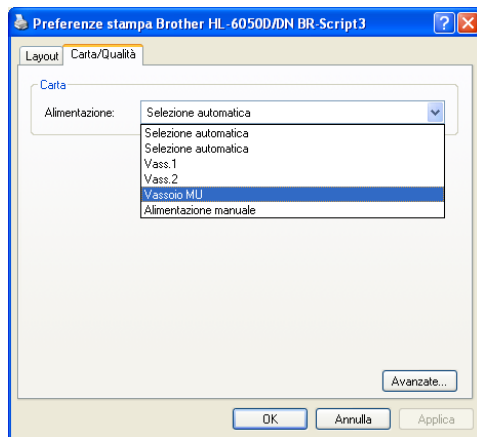 Preferenze stampa Brother HL-6050D/DN BR-Script3
Layout Carta/Qualità
Carta
Alimentazione: Selezione automatica
Selezione automatica
Selezione automatica
Vass.1
Vass.2
Vassoio MU
Alimentazione manuale
Avanzate...
OK Annulla Applica